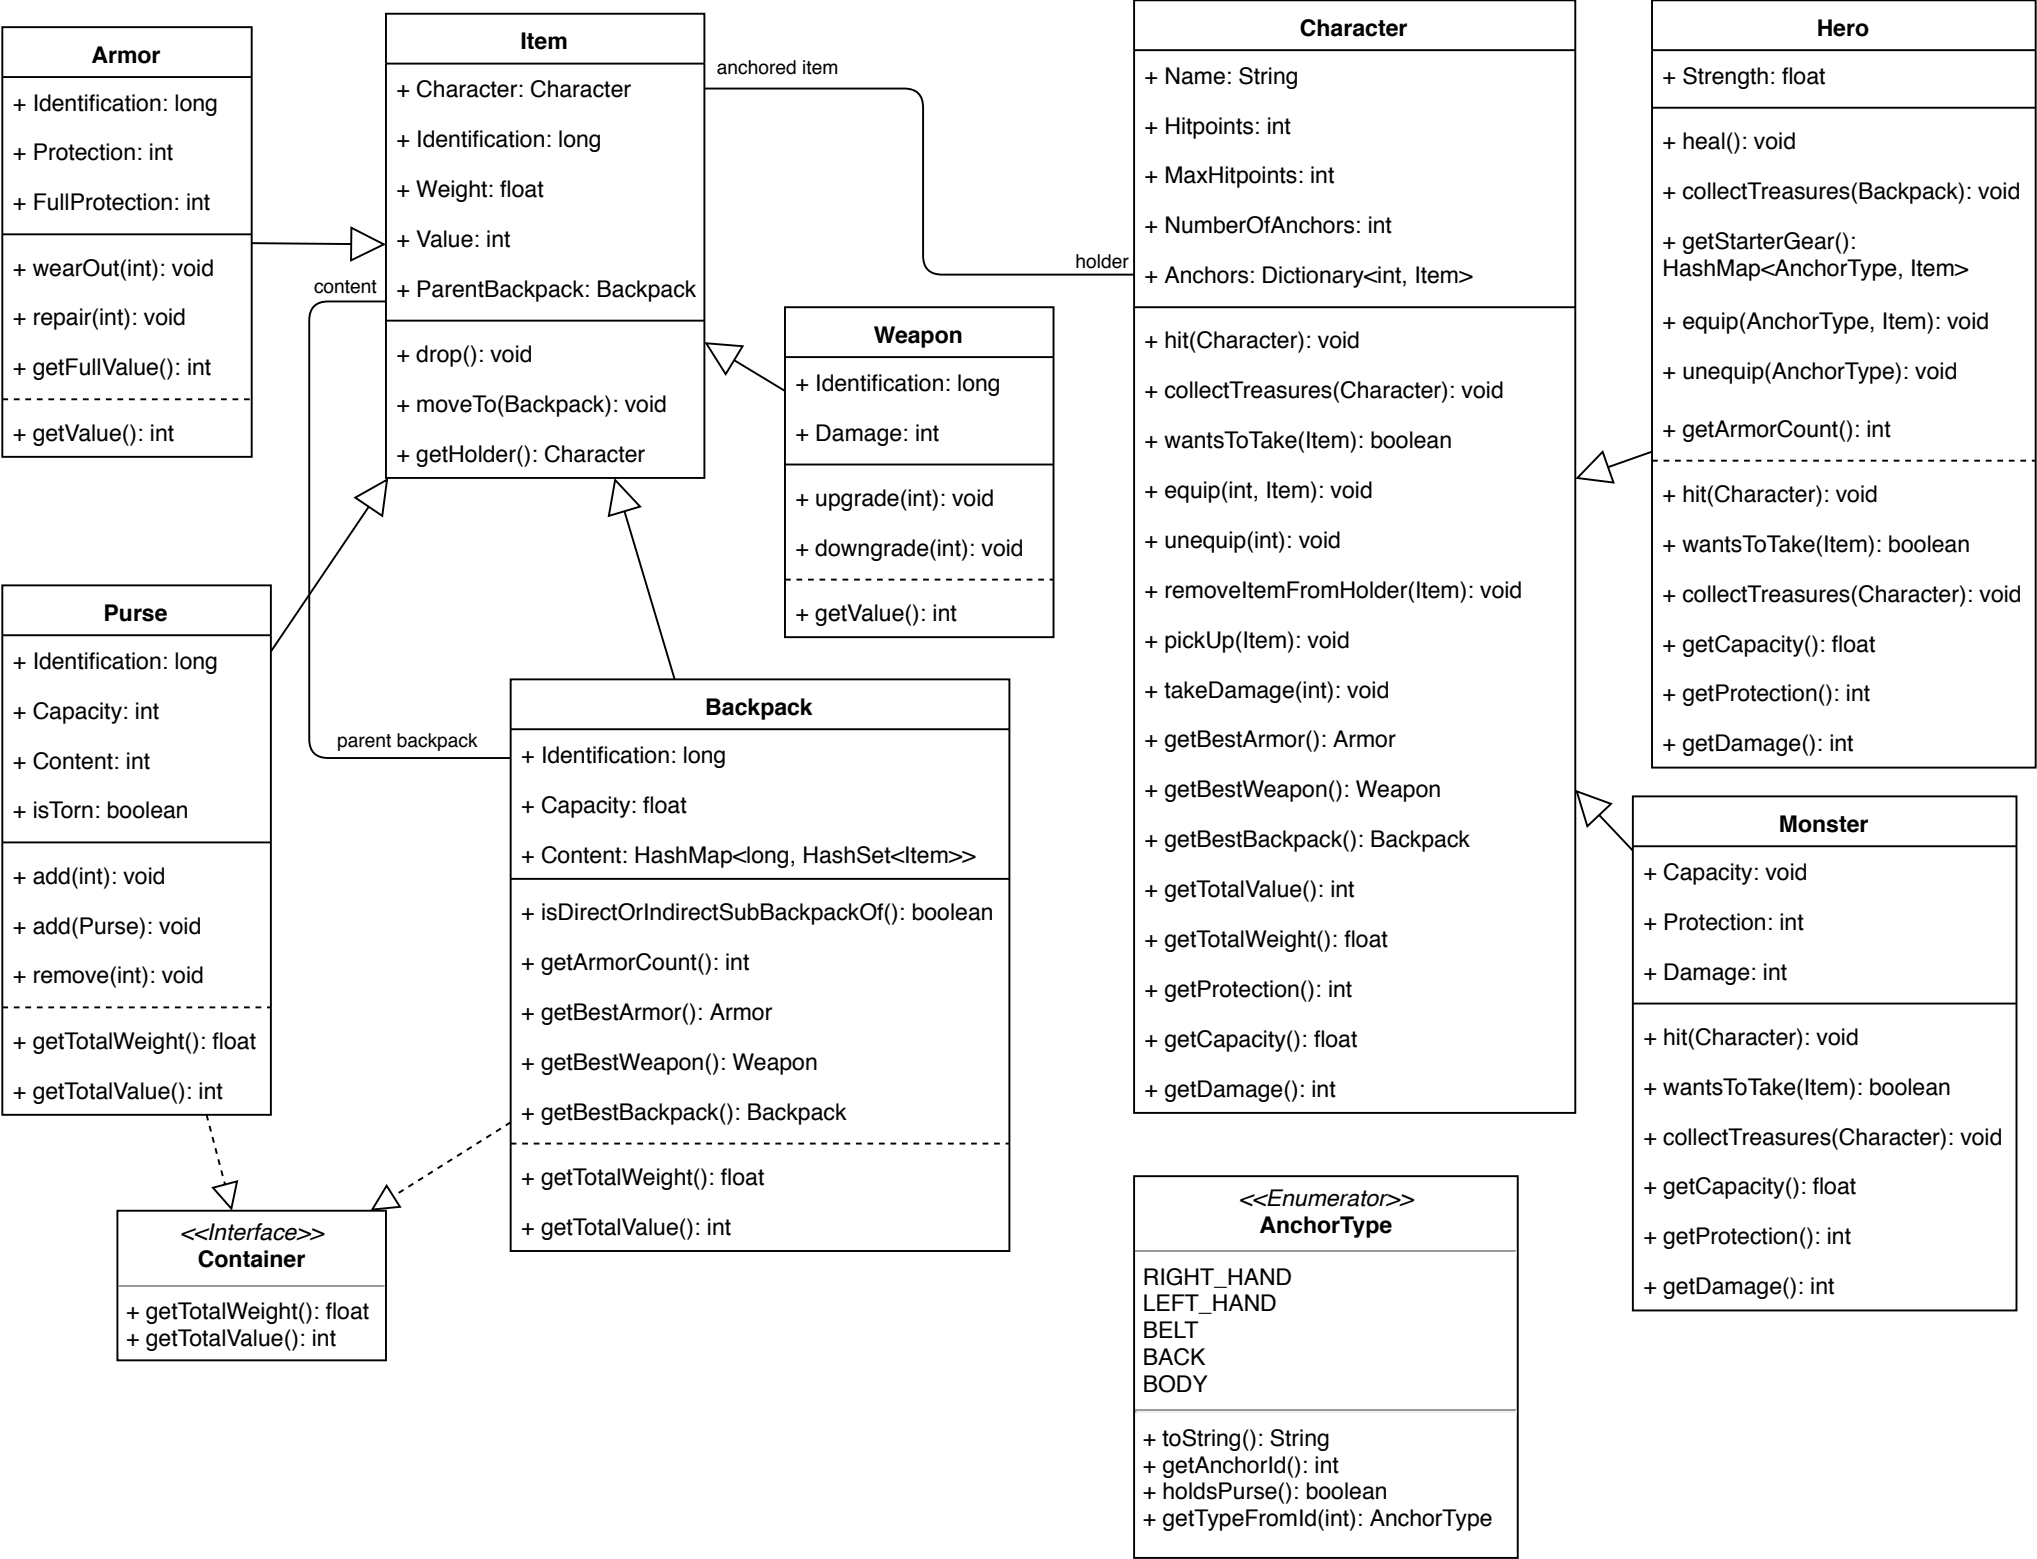 Armor
+ Identification: long
+ Protection: int
+ FullProtection: int
+ wearOut(int): void
+ repair(int): void
+ getFullValue(): int
+ getValue(): int
Item
+ Character: Character
+ Identification: long
+ Weight: float
+ Value: int
+ ParentBackpack: Backpack
+ drop(): void
+ moveTo(Backpack): void
+ getHolder(): Character
anchored item
holder
content
parent backpack
Weapon
+ Identification: long
+ Damage: int
+ upgrade(int): void
+ downgrade(int): void
+ getValue(): int
Purse
+ Identification: long
+ Capacity: int
+ Content: int
+ isTorn: boolean
+ add(int): void
+ add(Purse): void
+ remove(int): void
+ getTotalWeight(): float
+ getTotalValue(): int
Backpack
+ Identification: long
+ Capacity: float
+ Content: HashMap<long, HashSet<Item>>
+ isDirectOrIndirectSubBackpackOf(): boolean
+ getArmorCount(): int
+ getBestArmor(): Armor
+ getBestWeapon(): Weapon
+ getBestBackpack(): Backpack
+ getTotalWeight(): float
+ getTotalValue(): int
<<Interface>>
Container
+ getTotalWeight(): float
+ getTotalValue(): int
Character
+ Name: String
+ Hitpoints: int
+ MaxHitpoints: int
+ NumberOfAnchors: int
+ Anchors: Dictionary<int, Item>
+ hit(Character): void
+ collectTreasures(Character): void
+ wantsToTake(Item): boolean
+ equip(int, Item): void
+ unequip(int): void
+ removeItemFromHolder(Item): void
+ pickUp(Item): void
+ takeDamage(int): void
+ getBestArmor(): Armor
+ getBestWeapon(): Weapon
+ getBestBackpack(): Backpack
+ getTotalValue(): int
+ getTotalWeight(): float
+ getProtection(): int
+ getCapacity(): float
+ getDamage(): int
Hero
+ Strength: float
+ heal(): void
+ collectTreasures(Backpack): void
+ getStarterGear():
HashMap<AnchorType, Item>
+ equip(AnchorType, Item): void
+ unequip(AnchorType): void
+ getArmorCount(): int
+ hit(Character): void
+ wantsToTake(Item): boolean
+ collectTreasures(Character): void
+ getCapacity(): float
+ getProtection(): int
+ getDamage(): int
Monster
+ Capacity: void
+ Protection: int
+ Damage: int
+ hit(Character): void
+ wantsToTake(Item): boolean
+ collectTreasures(Character): void
+ getCapacity(): float
+ getProtection(): int
+ getDamage(): int
<<Enumerator>>
AnchorType
RIGHT_HAND
LEFT_HAND
BELT
BACK
BODY
+ toString(): String
+ getAnchorId(): int
+ holdsPurse(): boolean
+ getTypeFromId(int): AnchorType